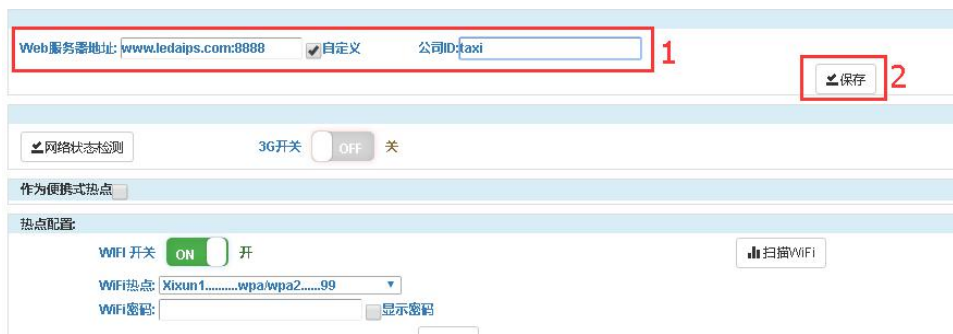 Web服务器地址: www.ledaips.com:8888 自定义 公司ID:taxi 1
保存 2
网络状态检测 3G开关 OFF 关
作为便携式热点
热点配置:
WIFI 开关 ON 开 扫描WiFi
WiFi热点: Xixun1..........wpa/wpa2......99
WiFi密码: 显示密码